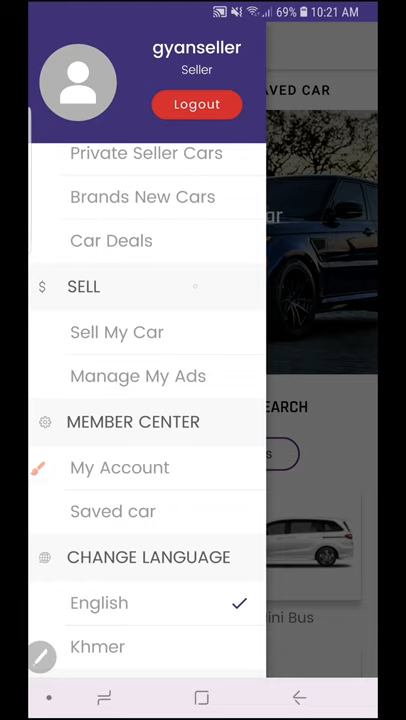 69% 10:21 AM
gyanseller
Seller
Logout
AVED CAR
Private Seller Cars
Brands New Cars
Car Deals
ar
$ SELL
Sell My Car
Manage My Ads
EARCH
MEMBER CENTER
s
My Account
Saved car
CHANGE LANGUAGE
English
ini Bus
Khmer